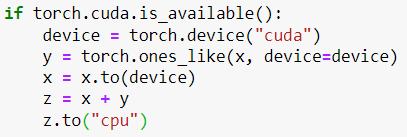 if torch.cuda.is_available():
    device = torch.device("cuda")
    y = torch.ones_like(x, device=device)
    x = x.to(device)
    z = x + y
    z.to("cpu")